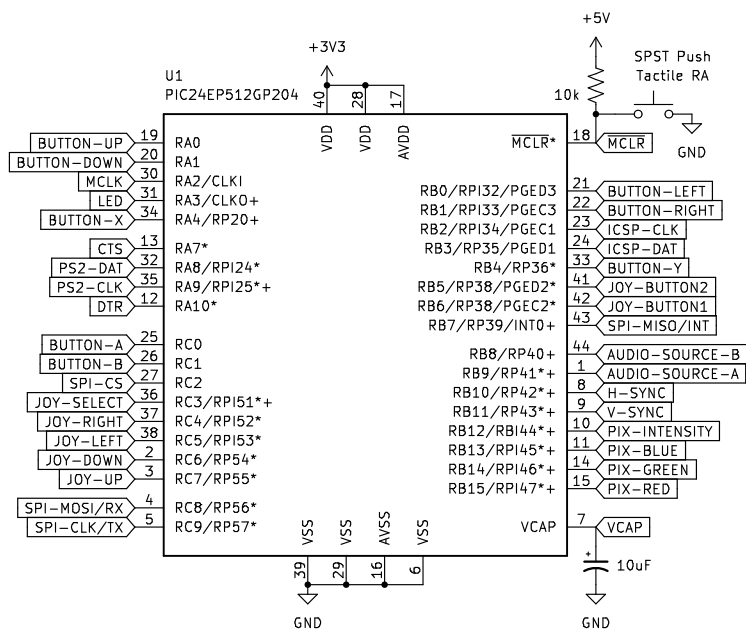 +5V
+3V3
SPST Push
Tactile RA
U1
PIC24EP512GP204
10k
40 28 17
VDD VDD AVDD
GND
BUTTON-UP 19 RA0
BUTTON-DOWN 20 RA1
MCLK 30 RA2/CLKI
LED 31 RA3/CLKO+
BUTTON-X 34 RA4/RP20+
CTS 13 RA7*
PS2-DAT 32 RA8/RPI24*
PS2-CLK 35 RA9/RPI25*+
DTR 12 RA10*
BUTTON-A 25 RC0
BUTTON-B 26 RC1
SPI-CS 27 RC2
JOY-SELECT 36 RC3/RPI51*+
JOY-RIGHT 37 RC4/RPI52*
JOY-LEFT 38 RC5/RPI53*
JOY-DOWN 2 RC6/RP54*
JOY-UP 3 RC7/RP55*
SPI-MOSI/RX 4 RC8/RP56*
SPI-CLK/TX 5 RC9/RP57*
MCLR* 18 MCLR
RB0/RPI32/PGED3 21 BUTTON-LEFT
RB1/RPI33/PGEC3 22 BUTTON-RIGHT
RB2/RPI34/PGEC1 23 ICSP-CLK
RB3/RP35/PGED1 24 ICSP-DAT
RB4/RP36* 33 BUTTON-Y
RB5/RP38/PGED2* 41 JOY-BUTTON2
RB6/RP38/PGEC2* 42 JOY-BUTTON1
RB7/RP39/INT0+ 43 SPI-MISO/INT
RB8/RP40+ 44 AUDIO-SOURCE-B
RB9/RP41*+ 1 AUDIO-SOURCE-A
RB10/RP42*+ 8 H-SYNC
RB11/RP43*+ 9 V-SYNC
RB12/RBI44*+ 10 PIX-INTENSITY
RB13/RPI45*+ 11 PIX-BLUE
RB14/RPI46*+ 14 PIX-GREEN
RB15/RPI47*+ 15 PIX-RED
VCAP 7 VCAP
VSS VSS AVSS VSS
39 29 16 6
+
10uF
GND
GND